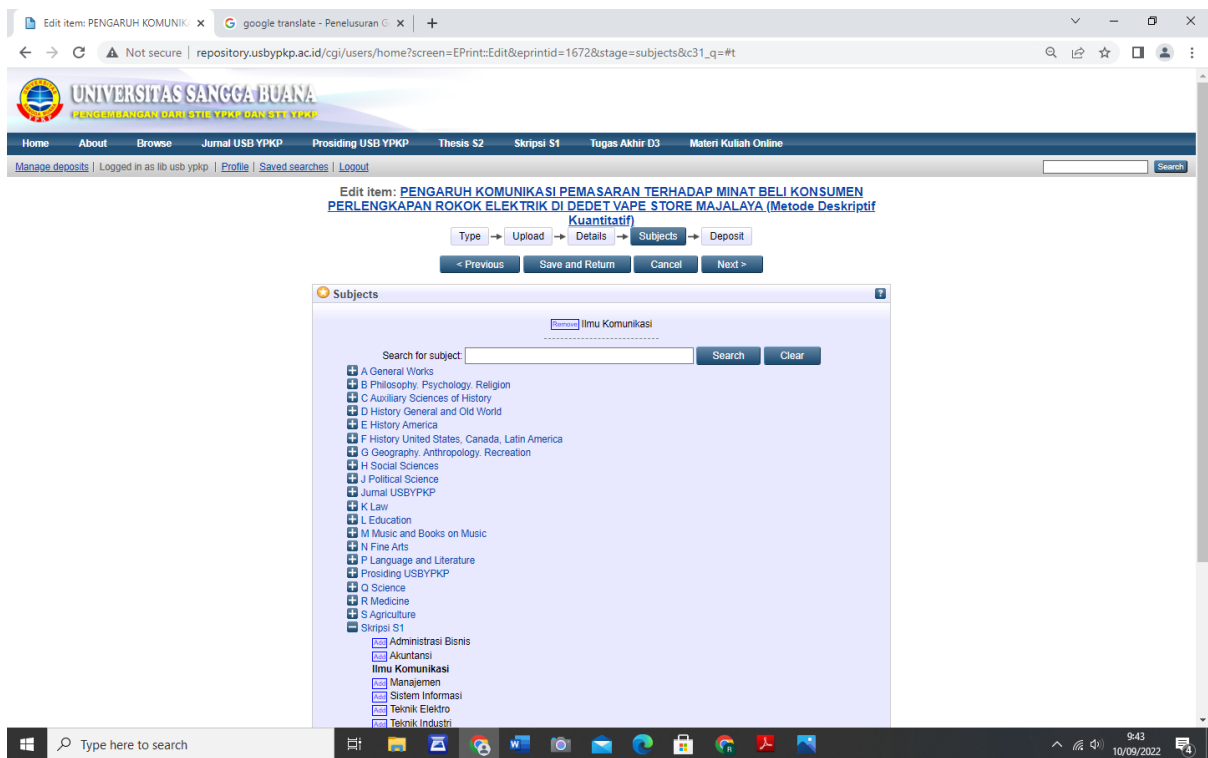 Edit item: PENGARUH KOMUNIK
google translate - Penelusuran G
Not secure | repository.usbypkp.ac.id/cgi/users/home?screen=EPrint::Edit&eprintid=1672&stage=subjects&c31_q=#t
UNIVERSITAS SANGGA BUANA
PENGEMBANGAN DARI STIE YPKP DAN STT YPKP
Home About Browse Jurnal USB YPKP Prosiding USB YPKP Thesis S2 Skripsi S1 Tugas Akhir D3 Materi Kuliah Online
Manage deposits | Logged in as lib usb ypkp | Profile | Saved searches | Logout Search
Edit item: PENGARUH KOMUNIKASI PEMASARAN TERHADAP MINAT BELI KONSUMEN
PERLENGKAPAN ROKOK ELEKTRIK DI DEDET VAPE STORE MAJALAYA (Metode Deskriptif
Kuantitatif)
Type → Upload → Details → Subjects → Deposit
< Previous Save and Return Cancel Next >
Subjects ?
Remove Ilmu Komunikasi
Search for subject: Search Clear
A General Works
B Philosophy. Psychology. Religion
C Auxiliary Sciences of History
D History General and Old World
E History America
F History United States, Canada, Latin America
G Geography. Anthropology. Recreation
H Social Sciences
J Political Science
Jurnal USBYPKP
K Law
L Education
M Music and Books on Music
N Fine Arts
P Language and Literature
Prosiding USBYPKP
Q Science
R Medicine
S Agriculture
Skripsi S1
Add Administrasi Bisnis
Add Akuntansi
Ilmu Komunikasi
Add Manajemen
Add Sistem Informasi
Add Teknik Elektro
Add Teknik Industri
Type here to search
9:43
10/09/2022
4